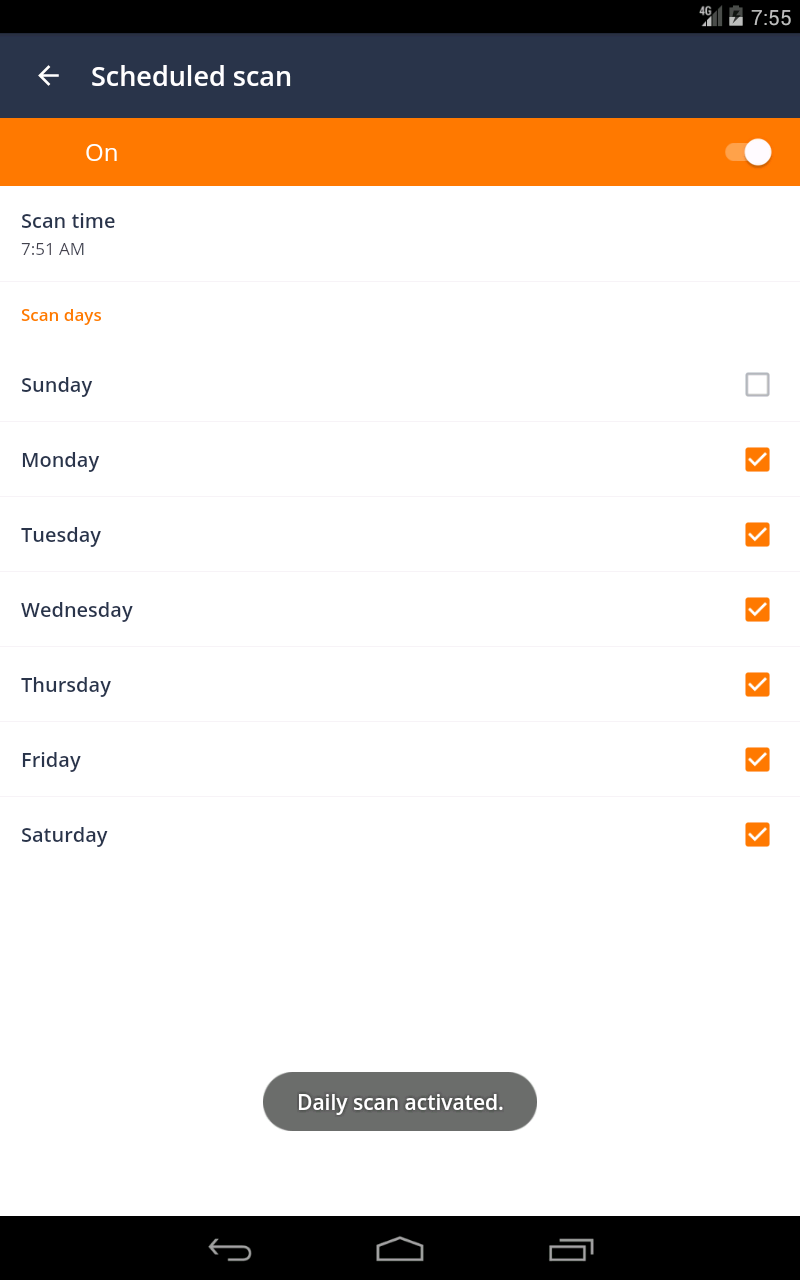 4G 7:55
Scheduled scan
On
Scan time
7:51 AM
Scan days
Sunday
Monday
Tuesday
Wednesday
Thursday
Friday
Saturday
Daily scan activated.